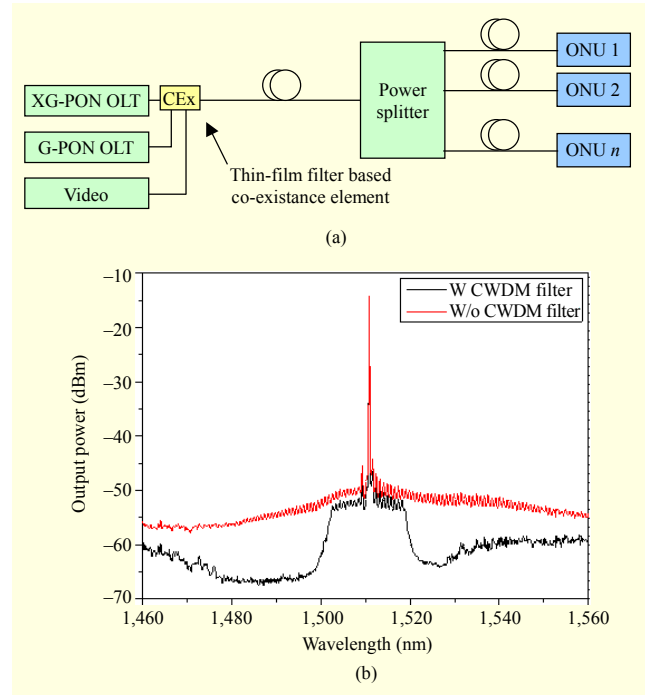 XG-PON OLT
CEx
G-PON OLT
Video
Thin-film filter based
co-existance element
Power
splitter
ONU 1
ONU 2
ONU n
(a)
W CWDM filter
W/o CWDM filter
Output power (dBm)
–10
–20
–30
–40
–50
–60
–70
1,460
1,480
1,500
1,520
1,540
1,560
Wavelength (nm)
(b)